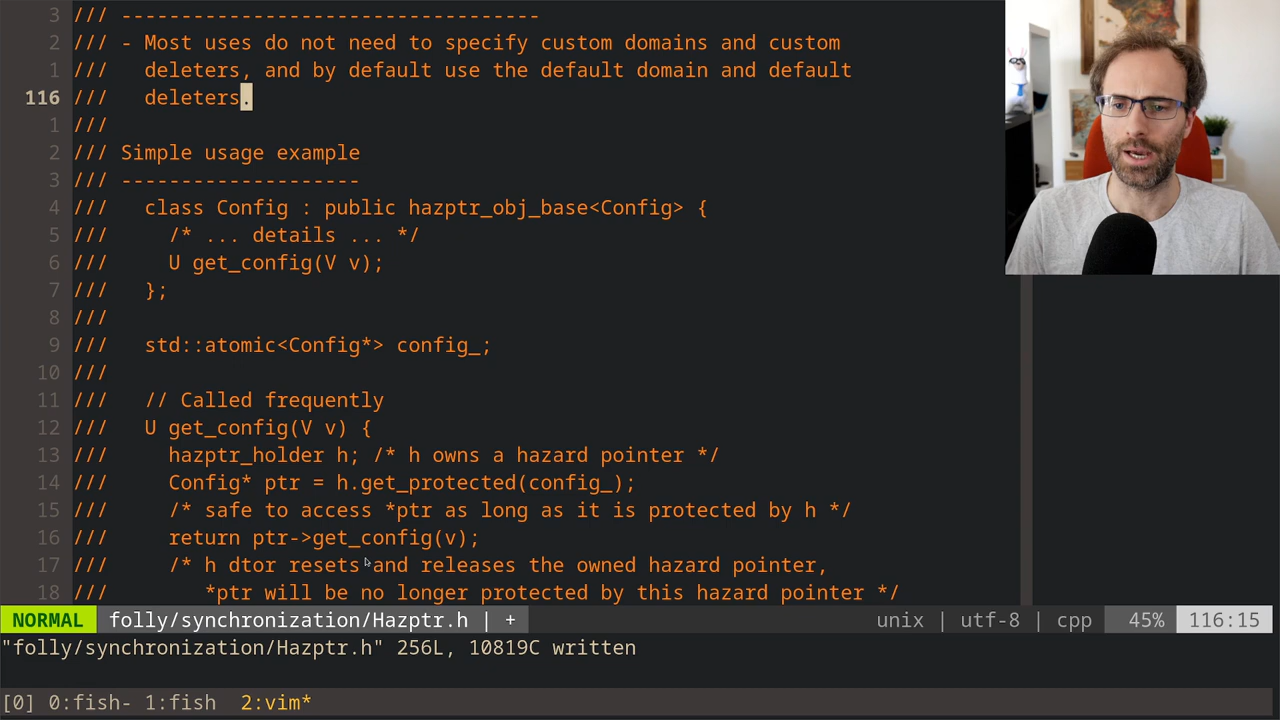 3 /// -----------------------------------
2 /// - Most uses do not need to specify custom domains and custom
1 ///   deleters, and by default use the default domain and default
116 ///   deleters.
1 ///
2 /// Simple usage example
3 /// --------------------
4 ///   class Config : public hazptr_obj_base<Config> {
5 ///     /* ... details ... */
6 ///     U get_config(V v);
7 ///   };
8 ///
9 ///   std::atomic<Config*> config_;
10 ///
11 ///   // Called frequently
12 ///   U get_config(V v) {
13 ///     hazptr_holder h; /* h owns a hazard pointer */
14 ///     Config* ptr = h.get_protected(config_);
15 ///     /* safe to access *ptr as long as it is protected by h */
16 ///     return ptr->get_config(v);
17 ///     /* h dtor resets and releases the owned hazard pointer,
18 ///        *ptr will be no longer protected by this hazard pointer */
NORMAL folly/synchronization/Hazptr.h | + unix | utf-8 | cpp 45% 116:15
"folly/synchronization/Hazptr.h" 256L, 10819C written
[0] 0:fish- 1:fish 2:vim*